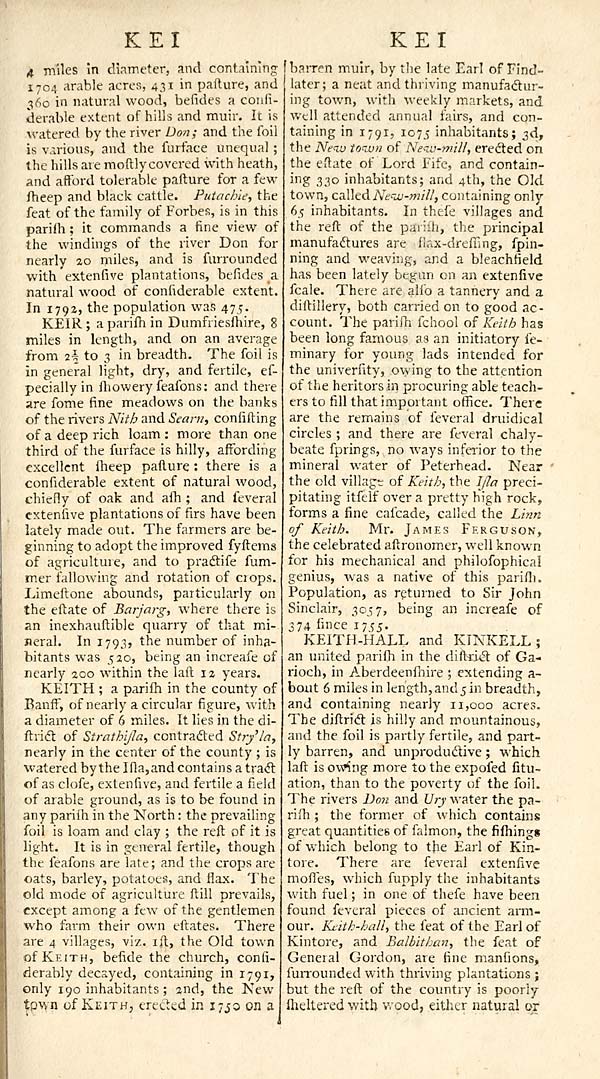 KEI
4 miles in diameter, and containing
1704 arable acres, 431 in paſture, and
360 in natural wood, beſides a conſi-
derable extent of hills and muir. It is
watered by the river Don; and the ſoil
is various, and the ſurface unequal;
the hills are moſtly covered with heath,
and afford tolerable paſture for a few
ſheep and black cattle. Putachie, the
ſeat of the family of Forbes, is in this
pariſh; it commands a fine view of
the windings of the river Don for
nearly 20 miles, and is ſurrounded
with extenſive plantations, beſides a
natural wood of conſiderable extent.
In 1792, the population was 475.
KEIR; a pariſh in Dumfriesſhire, 8
miles in length, and on an average
from 2½ to 3 in breadth. The ſoil is
in general light, dry, and fertile, eſ-
pecially in ſhowery ſeaſons: and there
are ſome fine meadows on the banks
of the rivers Nith and Searn, conſiſting
of a deep rich loam: more than one
third of the ſurface is hilly, affording
excellent ſheep paſture: there is a
conſiderable extent of natural wood,
chiefly of oak and aſh; and ſeveral
extenſive plantations of firs have been
lately made out. The farmers are be-
ginning to adopt the improved ſyſtems
of agriculture, and to practiſe ſum-
mer fallowing and rotation of crops.
Limeſtone abounds, particularly on
the eſtate of Barjarg, where there is
an inexhauſtible quarry of that mi-
neral. In 1793, the number of inha-
bitants was 520, being an increaſe of
nearly 200 within the laſt 12 years.
KEITH; a pariſh in the county of
Banff, of nearly a circular figure, with
a diameter of 6 miles. It lies in the di-
ſtrict of Strathiſla, contracted Stry'la,
nearly in the center of the county; is
watered by the Iſla, and contains a tract
of as cloſe, extenſive, and fertile a field
of arable ground, as is to be found in
any pariſh in the North: the prevailing
ſoil is loam and clay; the reſt of it is
light. It is in general fertile, though
the ſeaſons are late; and the crops are
oats, barley, potatoes, and flax. The
old mode of agriculture ſtill prevails,
except among a few of the gentlemen
who farm their own eſtates. There
are 4 villages, viz. 1ſt, the Old town
of KEITH, beſide the church, conſi-
derably decayed, containing in 1791,
only 190 inhabitants; 2nd, the New
town of KEITH, erected in 1750 on a
KEI
barren muir, by the late Earl of Find-
later; a neat and thriving manufactur-
ing town, with weekly markets, and
well attended annual fairs, and con-
taining in 1791, 1075 inhabitants; 3d,
the New town of New-mill, erected on
the eſtate of Lord Fife, and contain-
ing 330 inhabitants; and 4th, the Old
town, called New-mill, containing only
65 inhabitants. In theſe villages and
the reſt of the pariſh, the principal
manufactures are flax-dreſſing, ſpin-
ning and weaving, and a bleachfield
has been lately begun on an extenſive
ſcale. There are alſo a tannery and a
diſtillery, both carried on to good ac-
count. The pariſh ſchool of Keith has
been long famous as an initiatory ſe-
minary for young lads intended for
the univerſity, owing to the attention
of the heritors in procuring able teach-
ers to fill that important office. There
are the remains of ſeveral druidical
circles; and there are ſeveral chaly-
beate ſprings, no ways inferior to the
mineral water of Peterhead. Near
the old village of Keith, the Iſla preci-
pitating itſelf over a pretty high rock,
forms a fine caſcade, called the Linn
of Keith. Mr. JAMES FERGUSON,
the celebrated aſtronomer, well known
for his mechanical and philoſophical
genius, was a native of this pariſh.
Population, as returned to Sir John
Sinclair, 3057, being an increaſe of
374 ſince 1755.
KEITH-HALL and KINKELL;
an united pariſh in the diſtrict of Ga-
rioch, in Aberdeenſhire; extending a-
bout 6 miles in length, and 5 in breadth,
and containing nearly 11,000 acres.
The diſtrict is hilly and mountainous,
and the ſoil is partly fertile, and part-
ly barren, and unproductive; which
laſt is owing more to the expoſed ſitu-
ation, than to the poverty of the ſoil.
The rivers Don and Ury water the pa-
riſh; the former of which contains
great quantities of ſalmon, the fiſhings
of which belong to the Earl of Kin-
tore. There are ſeveral extenſive
moſſes, which ſupply the inhabitants
with fuel; in one of theſe have been
found ſeveral pieces of ancient arm-
our. Keith-hall, the ſeat of the Earl of
Kintore, and Balbithan, the ſeat of
General Gordon, are fine manſions,
ſurrounded with thriving plantations;
but the reſt of the country is poorly
ſheltered with wood, either natural or